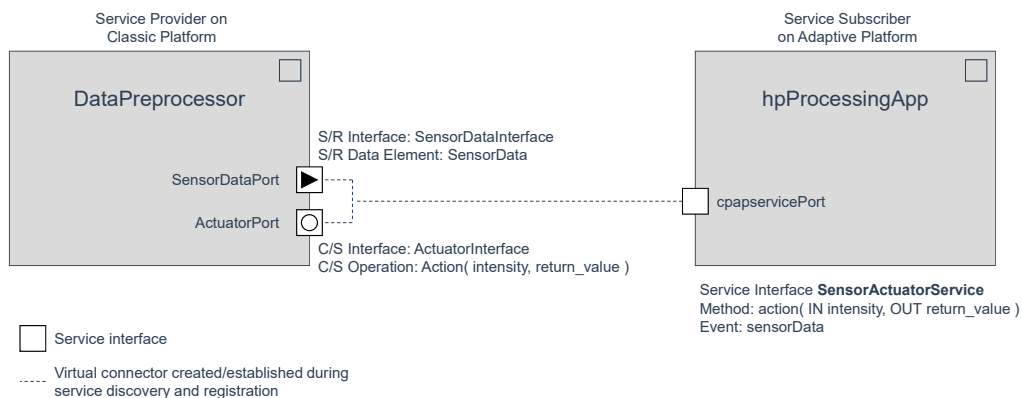 Service Provider on
Classic Platform
Service Subscriber
on Adaptive Platform
DataPreprocessor
hpProcessingApp
S/R Interface: SensorDataInterface
S/R Data Element: SensorData
SensorDataPort
ActuatorPort
cpapservicePort
C/S Interface: ActuatorInterface
C/S Operation: Action( intensity, return_value )
Service Interface SensorActuatorService
Method: action( IN intensity, OUT return_value )
Event: sensorData
Service interface
Virtual connector created/established during
service discovery and registration